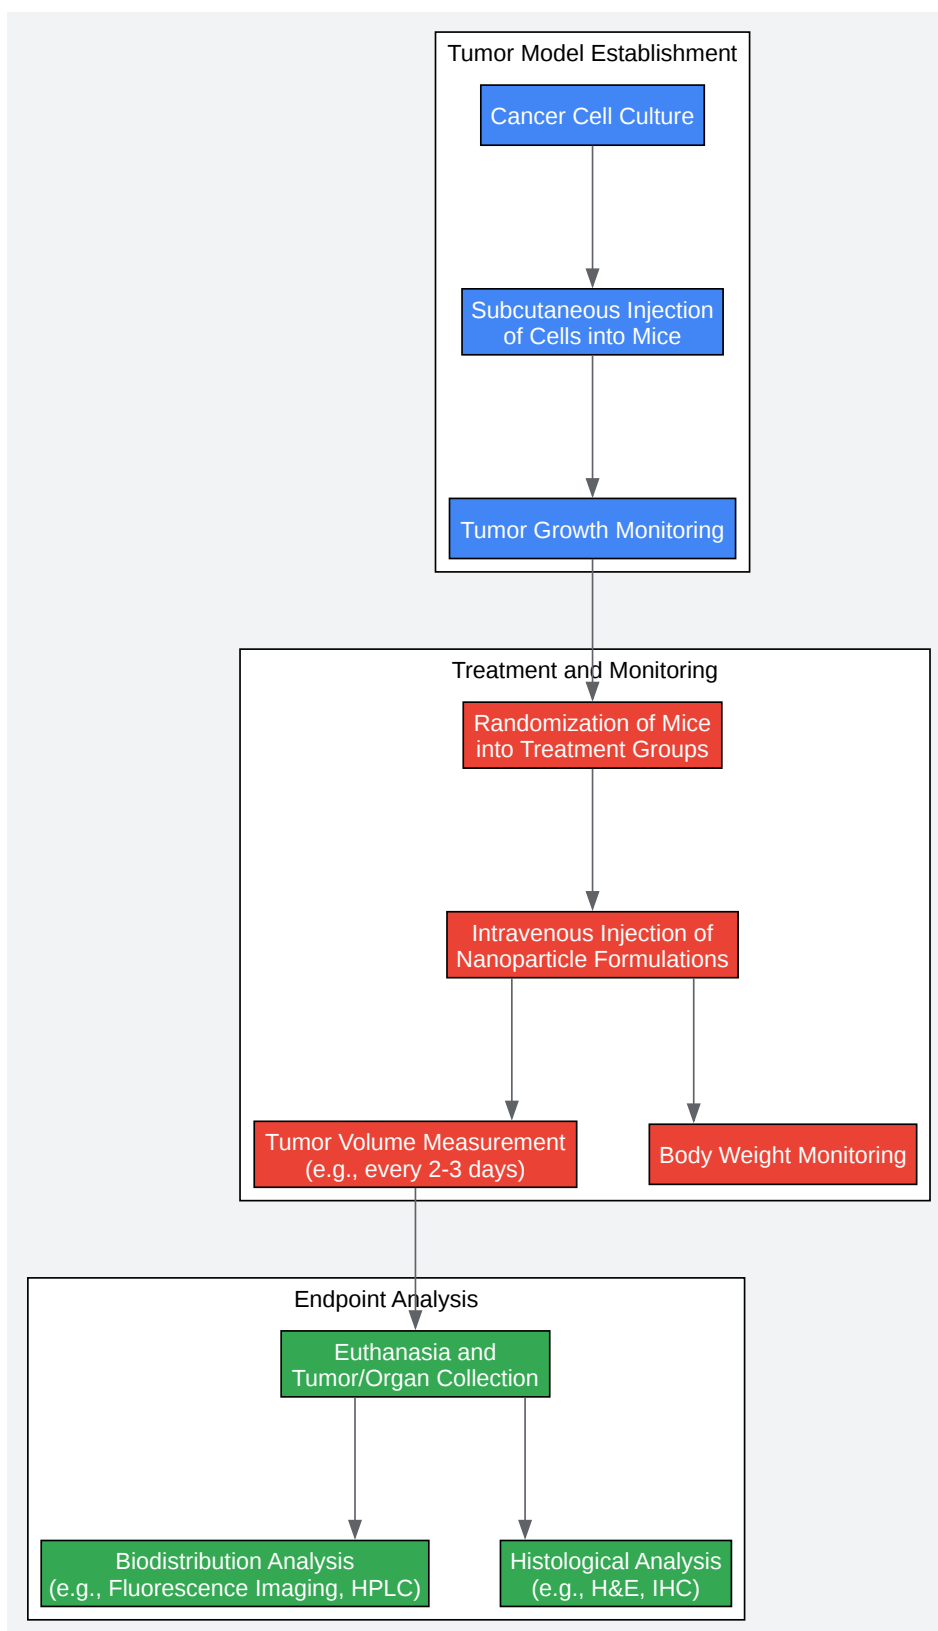 Tumor Model Establishment
Cancer Cell Culture
Subcutaneous Injection
of Cells into Mice
Tumor Growth Monitoring
Treatment and Monitoring
Randomization of Mice
into Treatment Groups
Intravenous Injection of
Nanoparticle Formulations
Tumor Volume Measurement
(e.g., every 2-3 days)
Body Weight Monitoring
Endpoint Analysis
Euthanasia and
Tumor/Organ Collection
Biodistribution Analysis
(e.g., Fluorescence Imaging, HPLC)
Histological Analysis
(e.g., H&E, IHC)